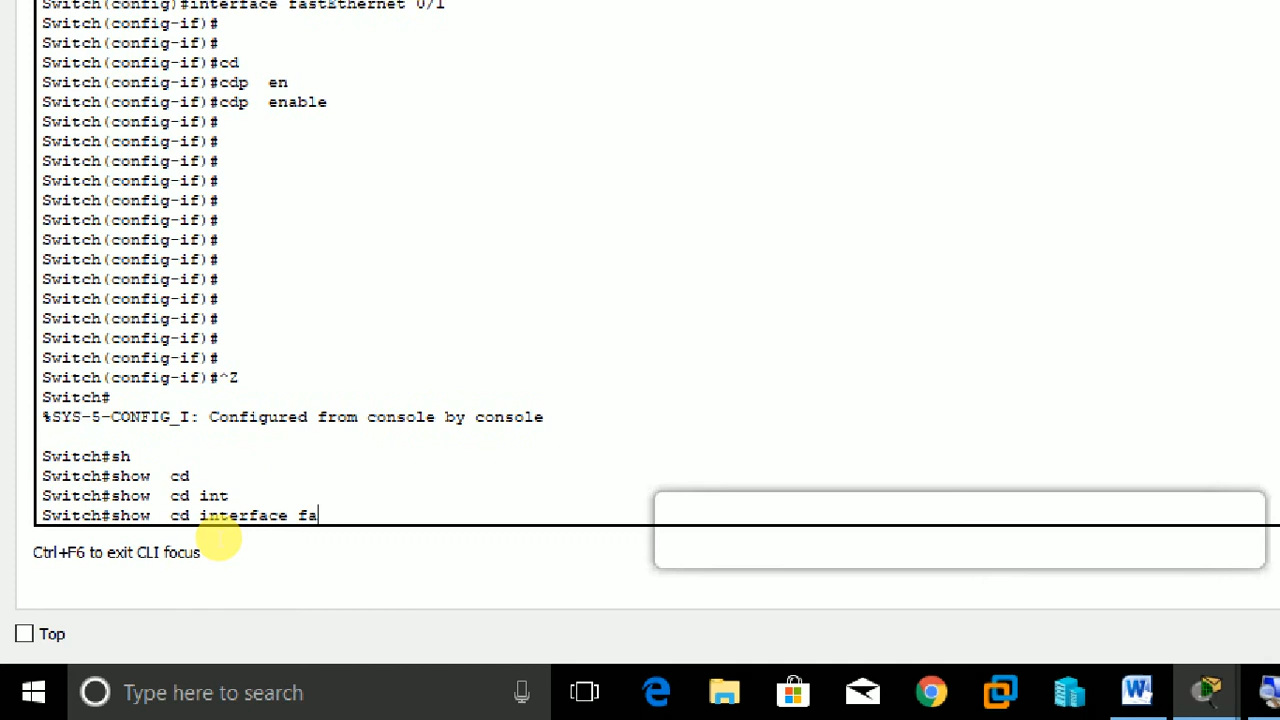 Switch(config)#interface fastEthernet 0/1
Switch(config-if)#
Switch(config-if)#
Switch(config-if)#cd
Switch(config-if)#cdp  en
Switch(config-if)#cdp  enable
Switch(config-if)#
Switch(config-if)#
Switch(config-if)#
Switch(config-if)#
Switch(config-if)#
Switch(config-if)#
Switch(config-if)#
Switch(config-if)#
Switch(config-if)#
Switch(config-if)#
Switch(config-if)#
Switch(config-if)#
Switch(config-if)#
Switch(config-if)#^Z
Switch#
%SYS-5-CONFIG_I: Configured from console by console
Switch#sh
Switch#show  cd
Switch#show  cd int
Switch#show  cd interface fa
Ctrl+F6 to exit CLI focus
Top
Type here to search